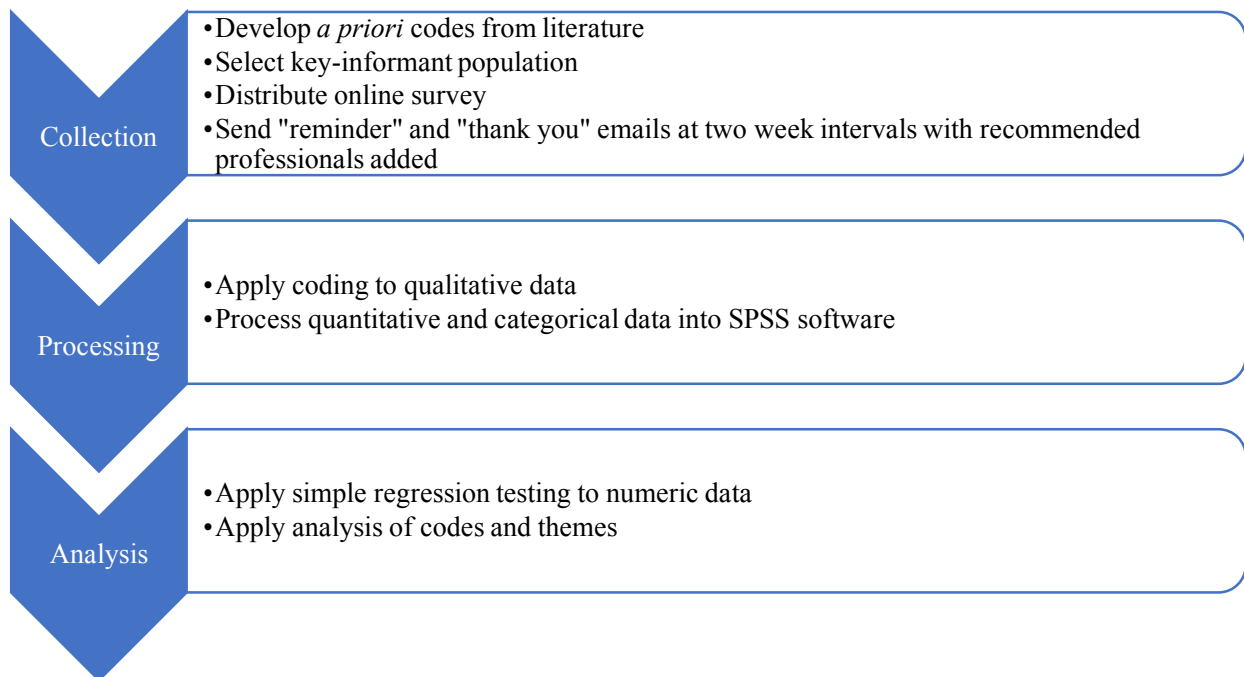 Collection
•Develop a priori codes from literature
•Select key-informant population
•Distribute online survey
•Send "reminder" and "thank you" emails at two week intervals with recommended
professionals added
Processing
•Apply coding to qualitative data
•Process quantitative and categorical data into SPSS software
Analysis
•Apply simple regression testing to numeric data
•Apply analysis of codes and themes